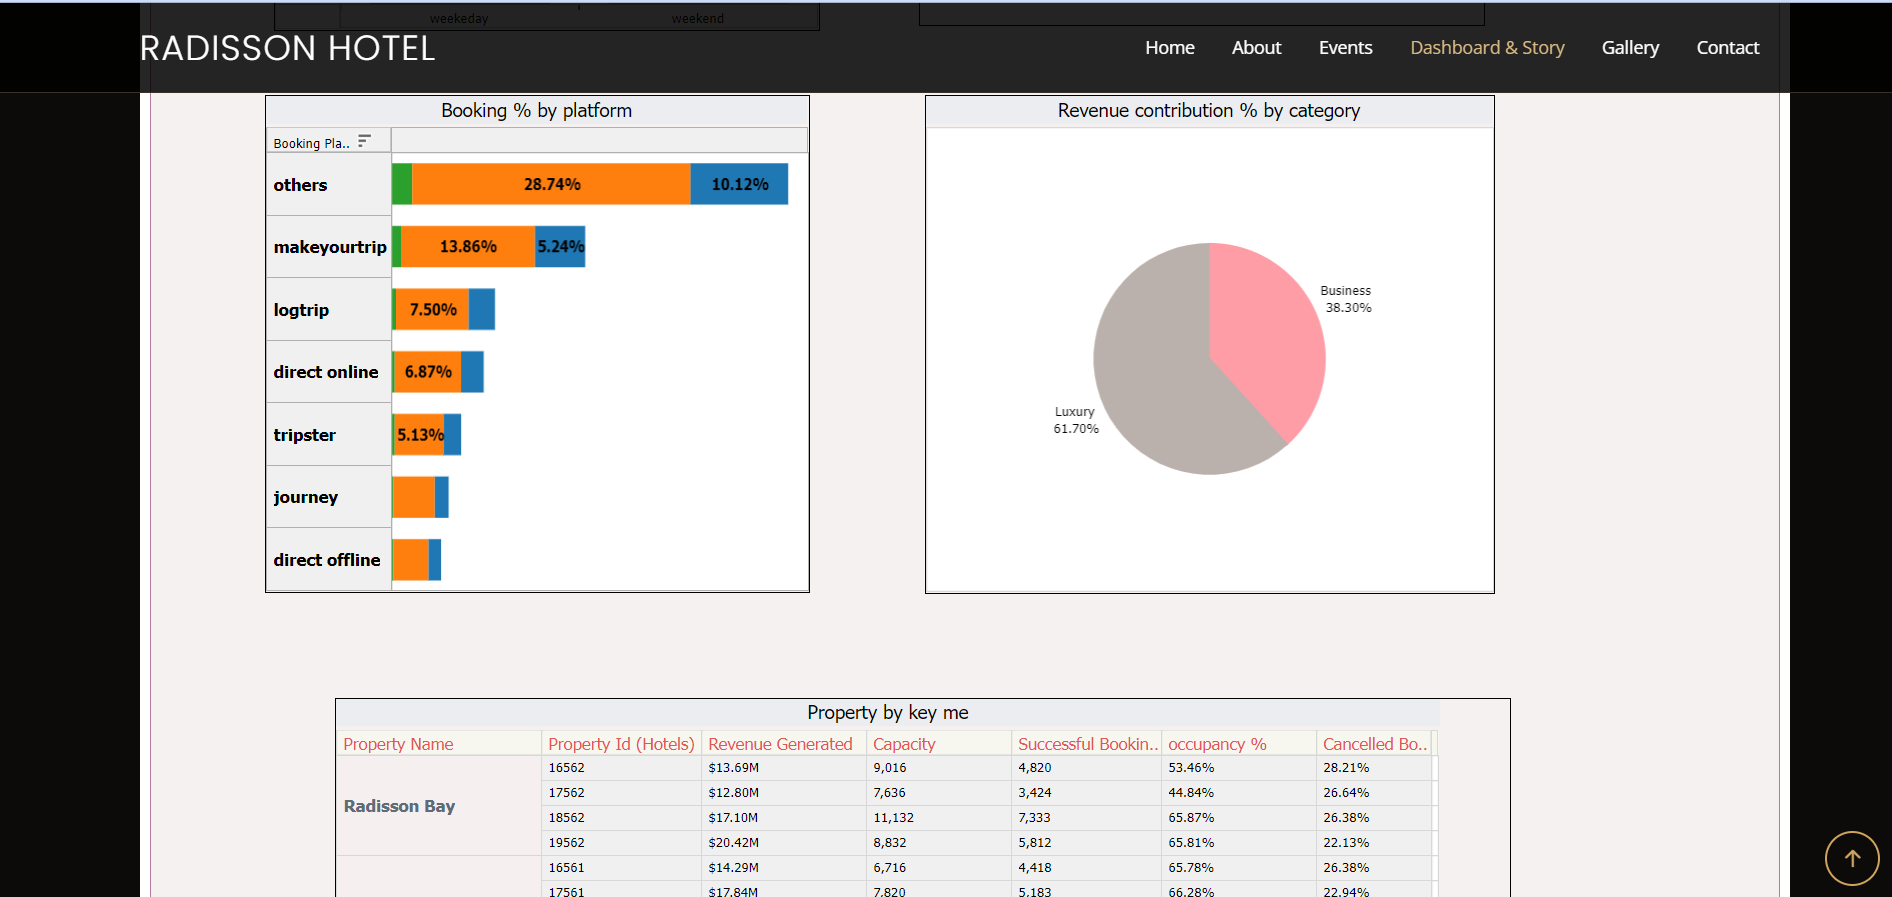 weekeday weekend
RADISSON HOTEL
Home About Events Dashboard & Story Gallery Contact
Booking % by platform
Booking Pla..
others 28.74% 10.12%
makeyourtrip 13.86% 5.24%
logtrip 7.50%
direct online 6.87%
tripster 5.13%
journey
direct offline
Revenue contribution % by category
Business
38.30%
Luxury
61.70%
Property by key me
Property Name Property Id (Hotels) Revenue Generated Capacity Successful Bookin.. occupancy % Cancelled Bo..
Radisson Bay
16562 $13.69M 9,016 4,820 53.46% 28.21%
17562 $12.80M 7,636 3,424 44.84% 26.64%
18562 $17.10M 11,132 7,333 65.87% 26.38%
19562 $20.42M 8,832 5,812 65.81% 22.13%
16561 $14.29M 6,716 4,418 65.78% 26.38%
17561 $17.84M 7,820 5,183 66.28% 22.94%